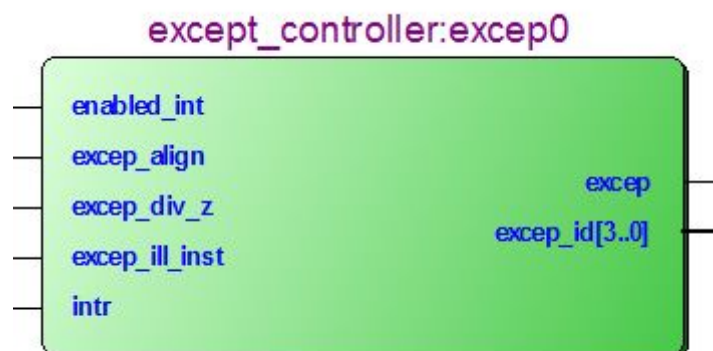 except_controller:excep0
enabled_int
excep_align
excep_div_z
excep_ill_inst
intr
excep
excep_id[3..0]